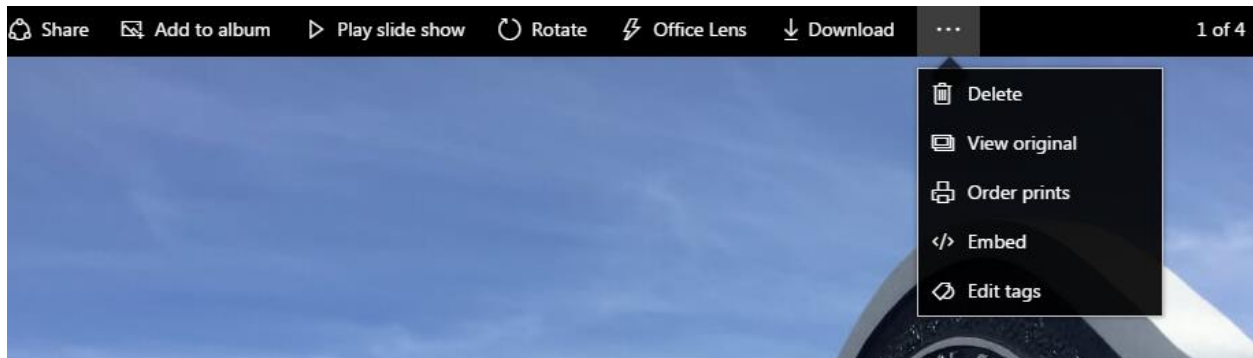 Share Add to album Play slide show Rotate Office Lens Download ... 1 of 4
Delete
View original
Order prints
Embed
Edit tags